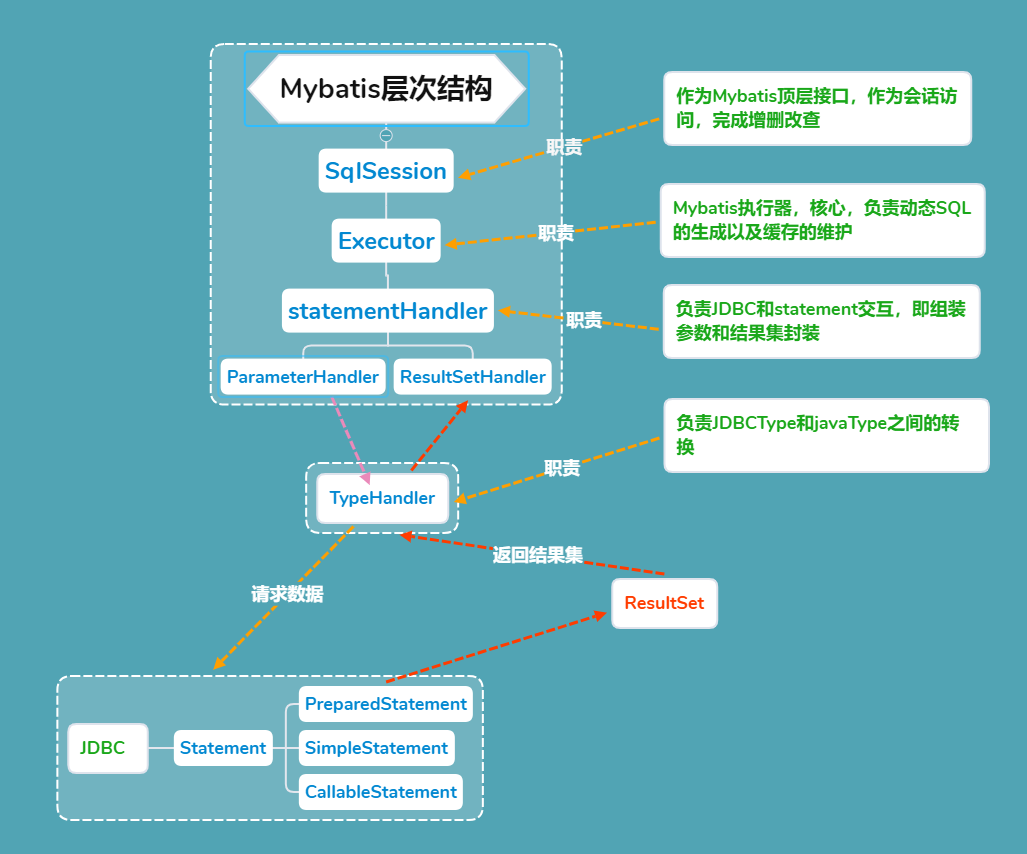 Mybatis层次结构
作为Mybatis顶层接口，作为会话访
问，完成增删改查
职责
SqlSession
Mybatis执行器，核心，负责动态SQL
的生成以及缓存的维护
职责
Executor
负责JDBC和statement交互，即组装
参数和结果集封装
职责
statementHandler
ParameterHandler
ResultSetHandler
负责JDBCType和javaType之间的转
换
职责
TypeHandler
返回结果集
请求数据
ResultSet
JDBC
Statement
PreparedStatement
SimpleStatement
CallableStatement